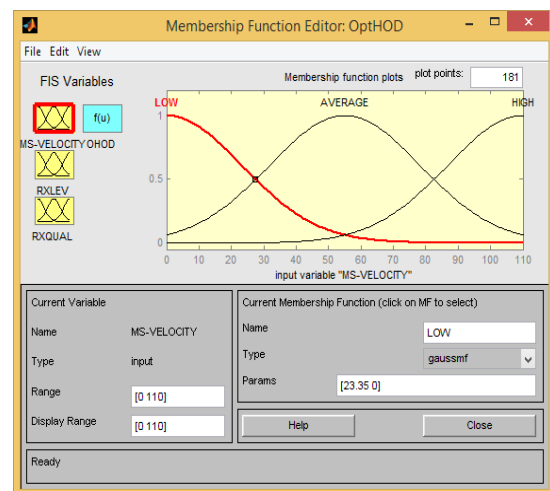 Membership Function Editor: OptHOD
File Edit View
FIS Variables
f(u)
MS-VELOCITY OHOD
RXLEV
RXQUAL
Membership function plots
plot points:
181
LOW
AVERAGE
HIGH
1
0.5
0
0 10 20 30 40 50 60 70 80 90 100 110
input variable "MS-VELOCITY"
Current Variable
Name MS-VELOCITY
Type input
Range [0 110]
Display Range [0 110]
Current Membership Function (click on MF to select)
Name LOW
Type gaussmf
Params [23.35 0]
Help
Close
Ready